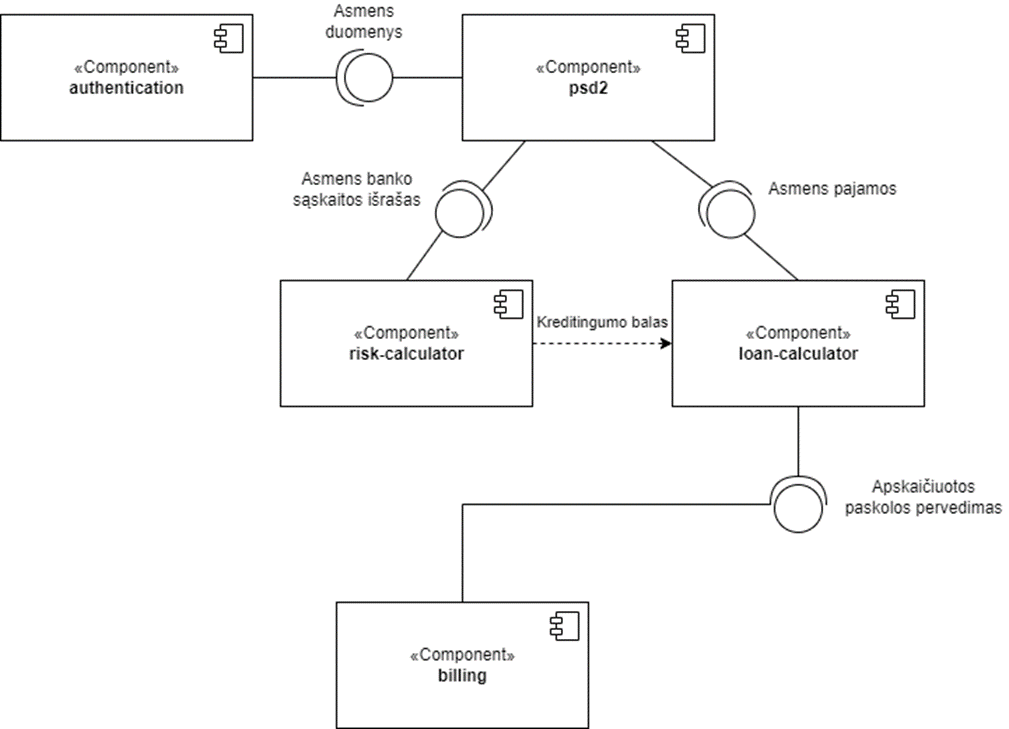 Asmens
duomenys
«Component»
authentication
«Component»
psd2
Asmens banko
sąskaitos išrašas
Asmens pajamos
«Component»
risk-calculator
Kreditingumo balas
«Component»
loan-calculator
Apskaičiuotos
paskolos pervedimas
«Component»
billing